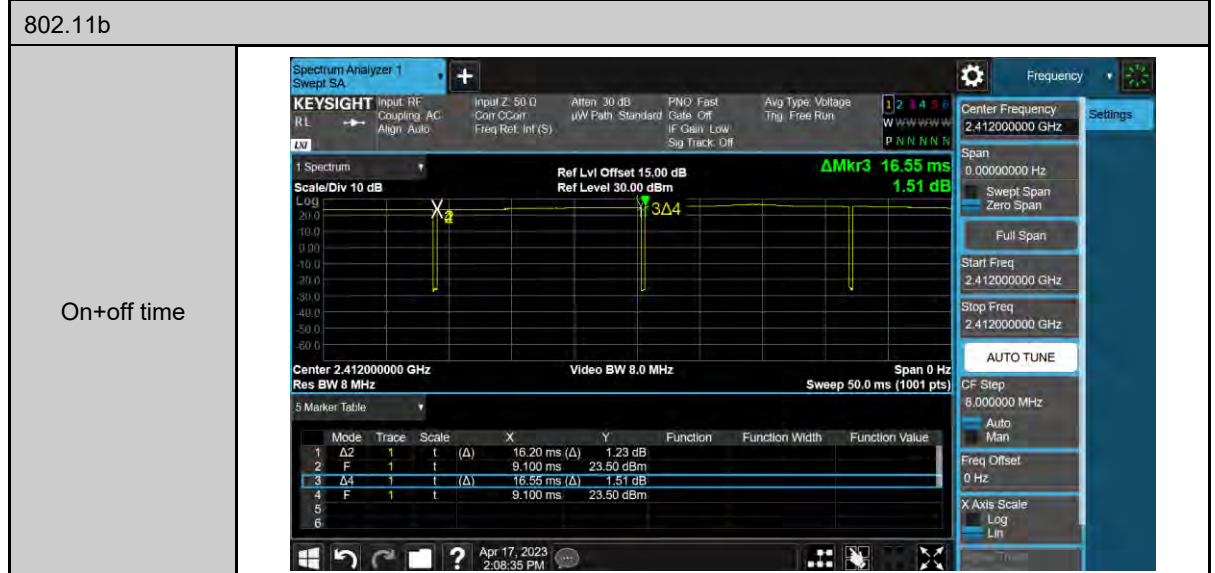 802.11b
On+off time
Spectrum Analyzer 1
Swept SA
+
Frequency
KEYSIGHT
RL
LXI
Input: RF
Coupling: AC
Align: Auto
Input Z: 50 Ω
Corr CCorr
Freq Ref: Int (S)
Atten: 30 dB
µW Path: Standard
PNO: Fast
Gate: Off
IF Gain: Low
Sig Track: Off
Avg Type: Voltage
Trig: Free Run
1 2 3 4 5 6
W W W W W W
P N N N N N
Center Frequency
2.412000000 GHz
Settings
Span
0.00000000 Hz
Swept Span
Zero Span
Full Span
Start Freq
2.412000000 GHz
Stop Freq
2.412000000 GHz
AUTO TUNE
CF Step
8.000000 MHz
Auto
Man
Freq Offset
0 Hz
X Axis Scale
Log
Lin
1 Spectrum
Scale/Div 10 dB
Ref Lvl Offset 15.00 dB
Ref Level 30.00 dBm
ΔMkr3 16.55 ms
1.51 dB
Log
20.0
10.0
0.00
-10.0
-20.0
-30.0
-40.0
-50.0
-60.0
3Δ4
Center 2.412000000 GHz
Res BW 8 MHz
Video BW 8.0 MHz
Span 0 Hz
Sweep 50.0 ms (1001 pts)
5 Marker Table
Mode Trace Scale X Y Function Function Width Function Value
1 Δ2 1 t (Δ) 16.20 ms (Δ) 1.23 dB
2 F 1 t 9.100 ms 23.50 dBm
3 Δ4 1 t (Δ) 16.55 ms (Δ) 1.51 dB
4 F 1 t 9.100 ms 23.50 dBm
5
6
?
Apr 17, 2023
2:08:35 PM